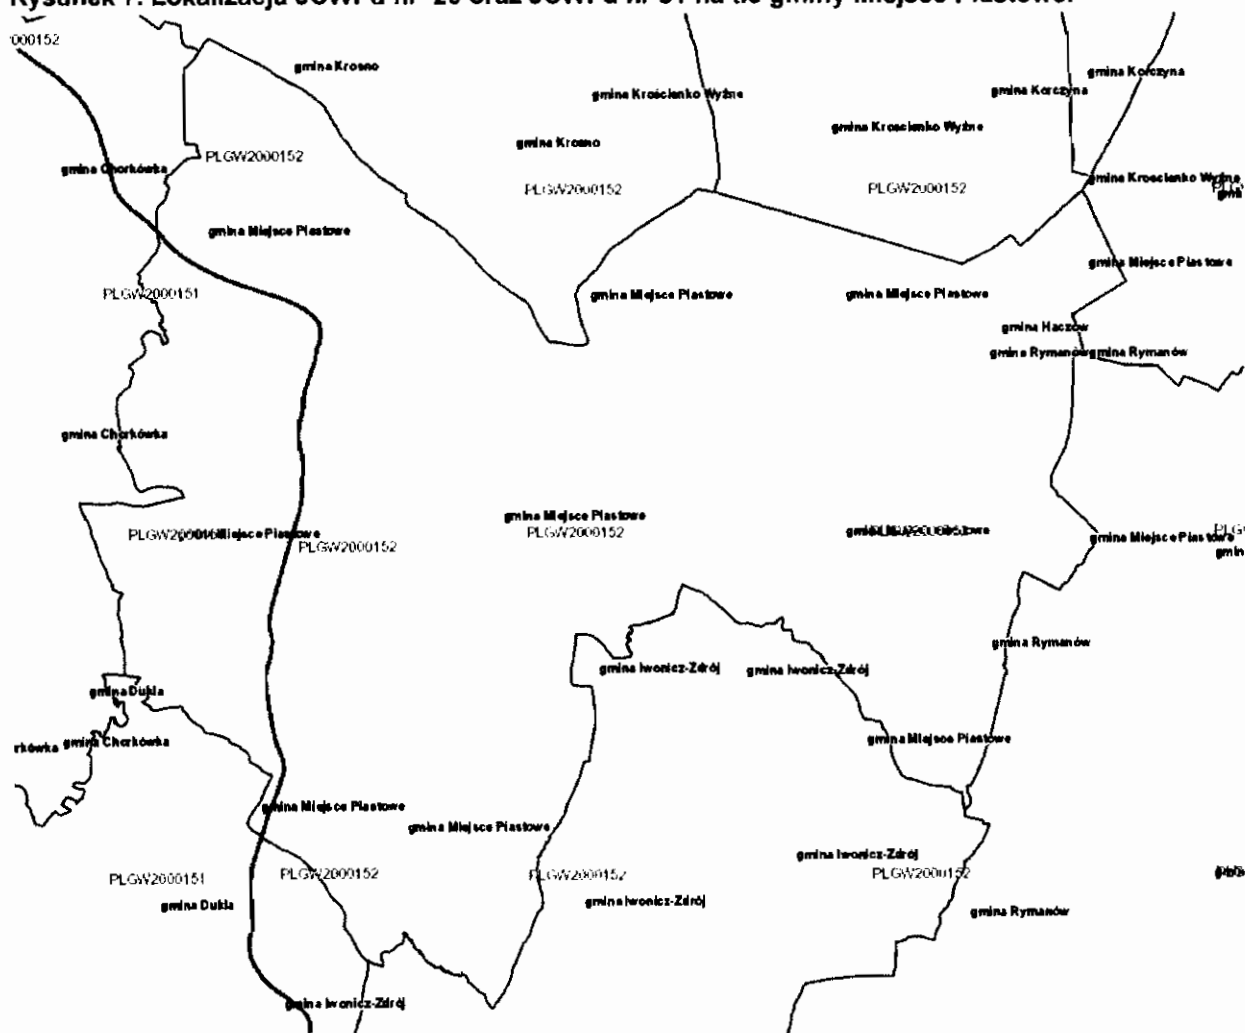 000152
gmina Krosno
gmina Korczyna
gmina Krościenko Wyżne
gmina Korczyna
gmina Krościenko Wyżne
gmina Krosno
PLGW2000152
gmina Chorkówka
gmina Krościenko Wyżne
PLGW2000152
PLGW2000152
gmina Miejsce Piastowe
gmina Miejsce Piastowe
PLGW2000151
gmina Miejsce Piastowe
gmina Miejsce Piastowe
gmina Haczów
gmina Rymanów
gmina Rymanów
gmina Chorkówka
gmina Miejsce Piastowe
PLGW2000152
gmina Miejsce Piastowe
PLGW2000152
gmina Miejsce Piastowe
gmina Rymanów
gmina Iwonicz-Zdrój
gmina Iwonicz-Zdrój
gmina Dukla
rkówka
gmina Chorkówka
gmina Miejsce Piastowe
gmina Miejsce Piastowe
gmina Miejsce Piastowe
gmina Iwonicz-Zdrój
PLGW2000151
PLGW2000152
PLGW2000152
PLGW2000152
gmina Dukla
gmina Iwonicz-Zdrój
gmina Rymanów
gmina Iwonicz-Zdrój